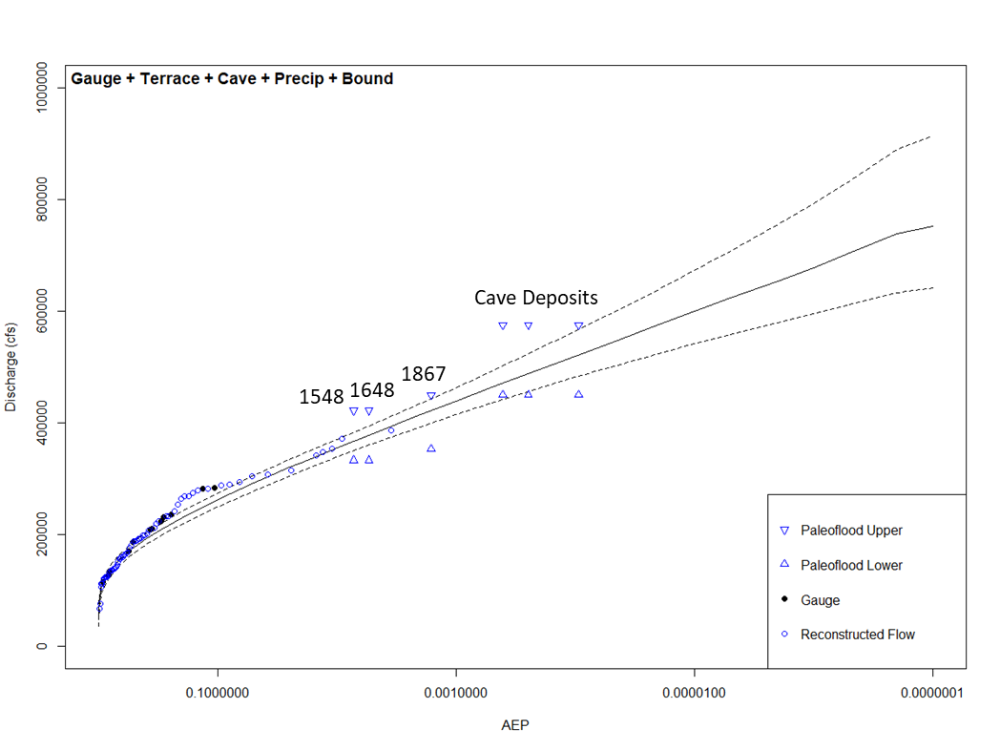 Gauge + Terrace + Cave + Precip + Bound
1000000
800000
600000
400000
200000
0
Discharge (cfs)
Cave Deposits
1867
1648
1548
Paleoflood Upper
Paleoflood Lower
Gauge
Reconstructed Flow
0.1000000
0.0010000
0.0000100
0.0000001
AEP